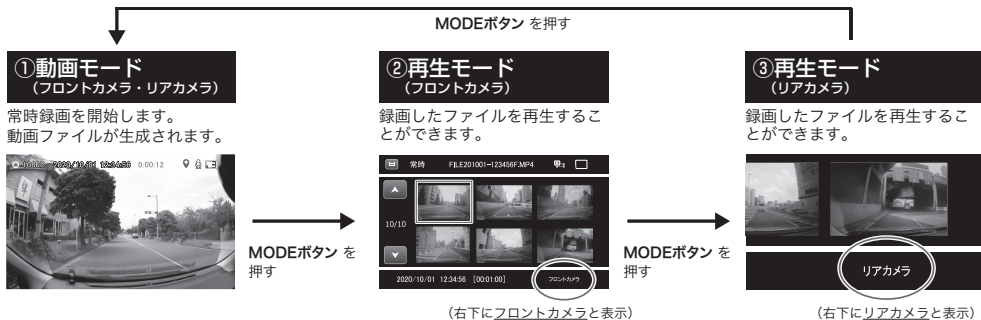 MODEボタン を押す
①動画モード
(フロントカメラ・リアカメラ)
常時録画を開始します。
動画ファイルが生成されます。
2020/10/01 12:34:56 0:00:12
MODEボタン を
押す
②再生モード
(フロントカメラ)
録画したファイルを再生するこ
とができます。
常時 FILE201001-123456F.MP4
10/10
2020/10/01 12:34:56 [00:01:00] フロントカメラ
(右下にフロントカメラと表示)
MODEボタン を
押す
③再生モード
(リアカメラ)
録画したファイルを再生するこ
とができます。
リアカメラ
(右下にリアカメラと表示)